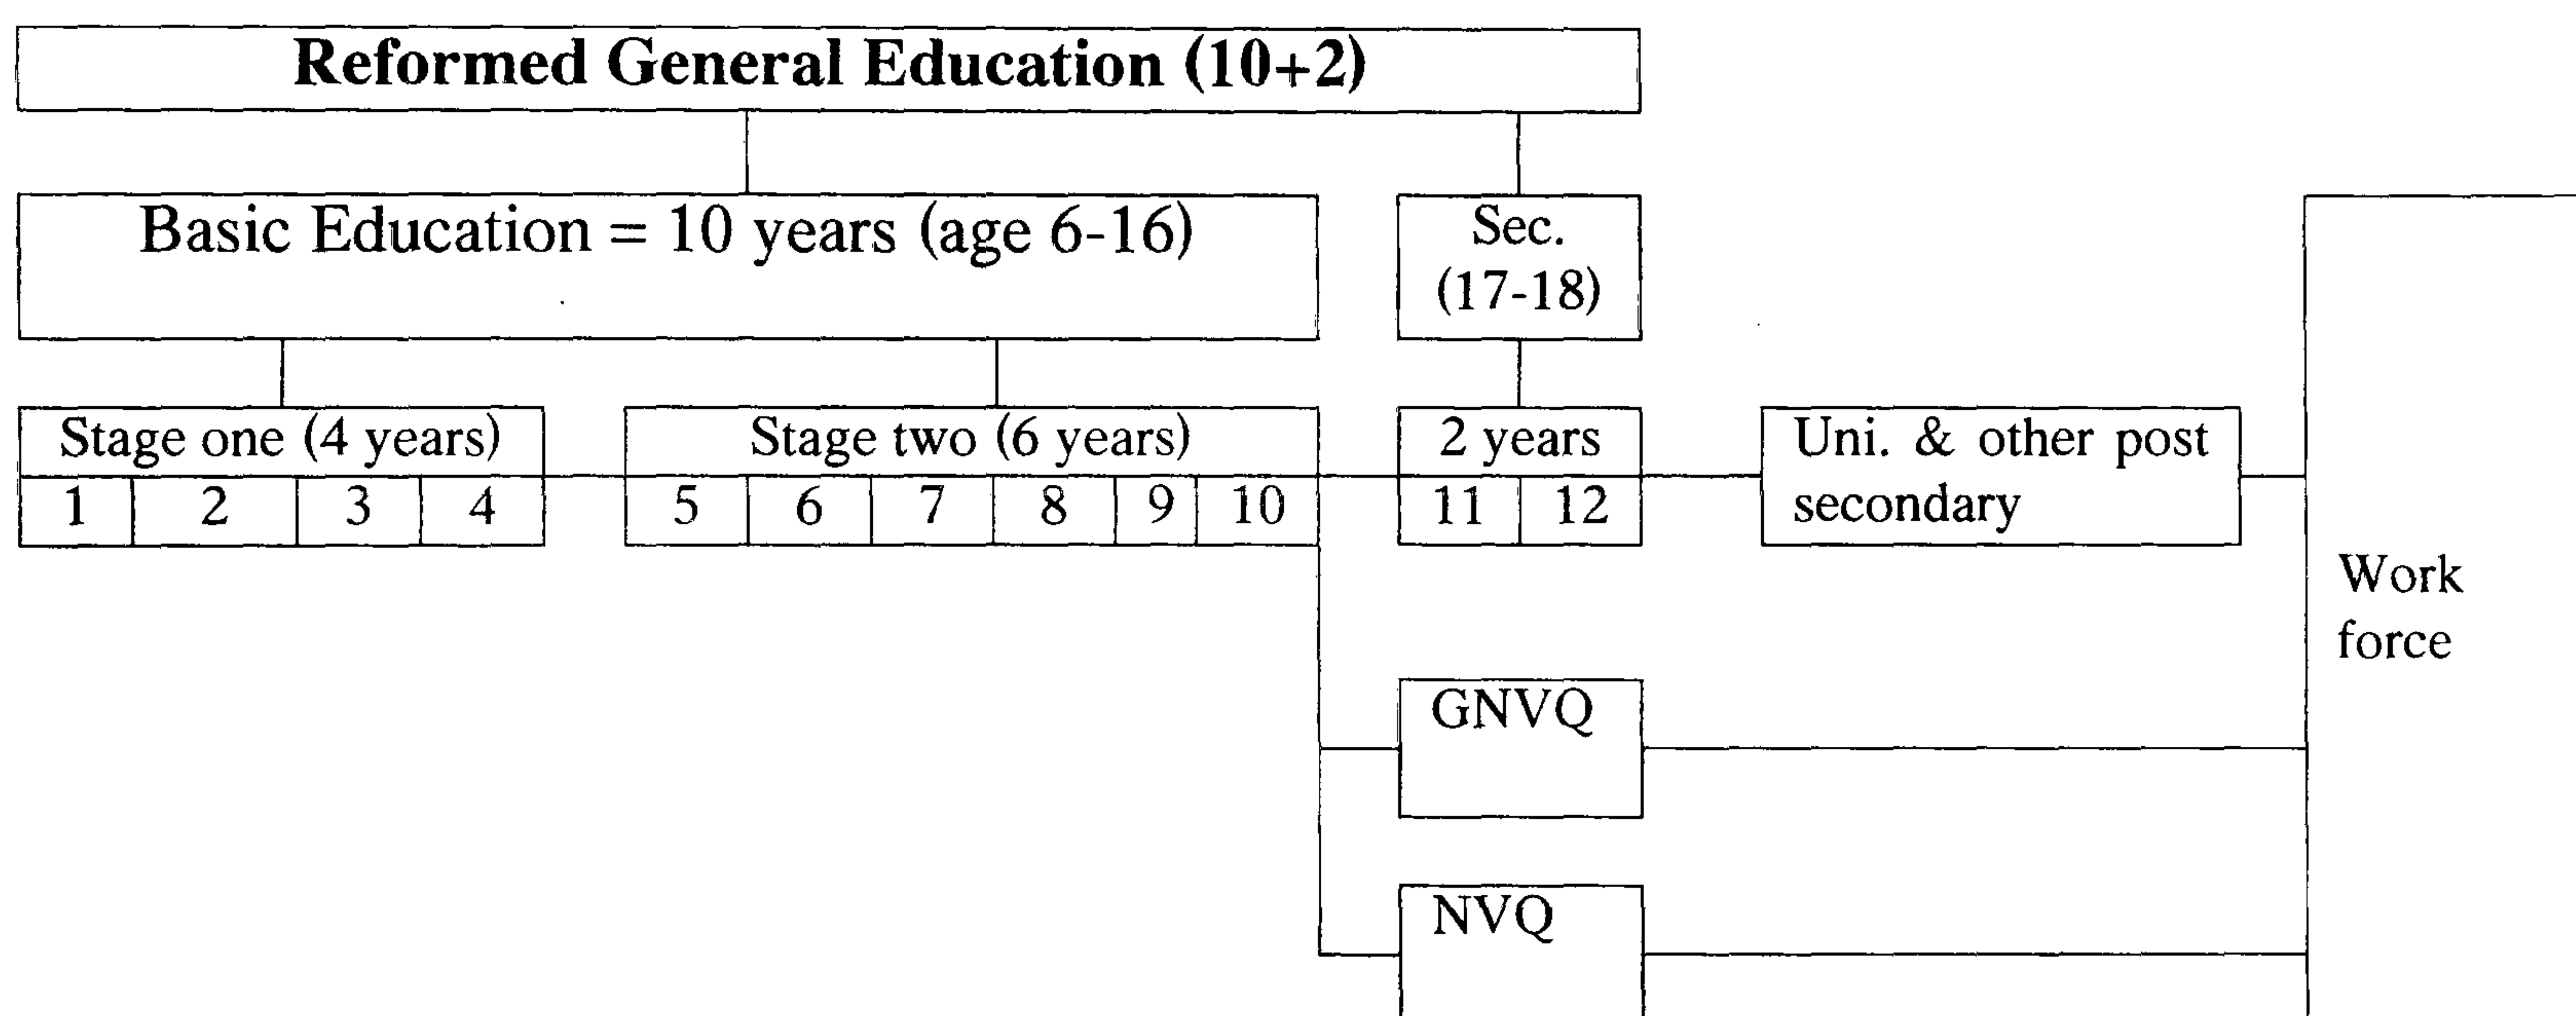 Reformed General Education (10+2)
Basic Education = 10 years (age 6-16)
Sec.
(17-18)
Stage one (4 years)
Stage two (6 years)
2 years
Uni. & other post
secondary
1 2 3 4
5 6 7 8 9 10
11 12
Work
force
GNVQ
NVQ